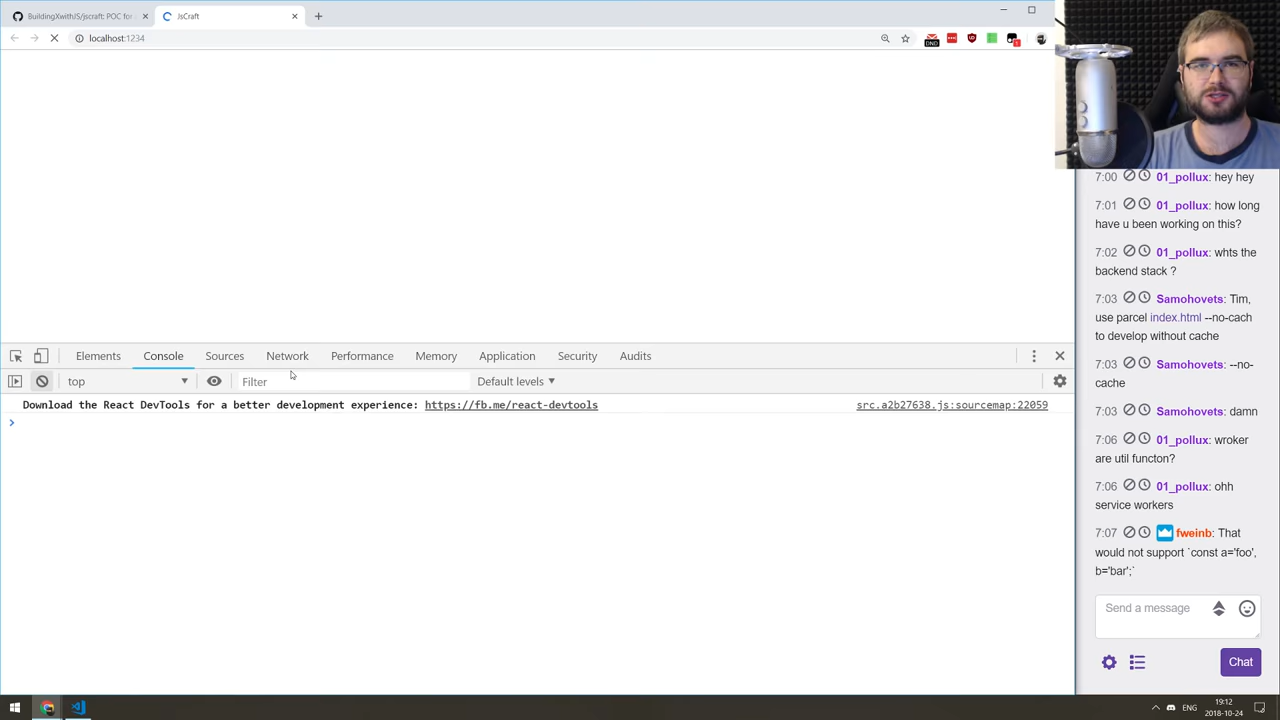 BuildingXwithJS/jscraft: POC for
JsCraft
localhost:1234
DND
Elements
Console
Sources
Network
Performance
Memory
Application
Security
Audits
top
Filter
Default levels
Download the React DevTools for a better development experience: https://fb.me/react-devtools
src.a2b27638.js:sourcemap:22059
7:00 01_pollux: hey hey
7:01 01_pollux: how long
have u been working on this?
7:02 01_pollux: whts the
backend stack ?
7:03 Samohovets: Tim,
use parcel index.html --no-cach
to develop without cache
7:03 Samohovets: --no-
cache
7:03 Samohovets: damn
7:06 01_pollux: wroker
are util functon?
7:06 01_pollux: ohh
service workers
7:07 fweinb: That
would not support `const a='foo',
b='bar';`
Send a message
Chat
ENG
19:12
2018-10-24